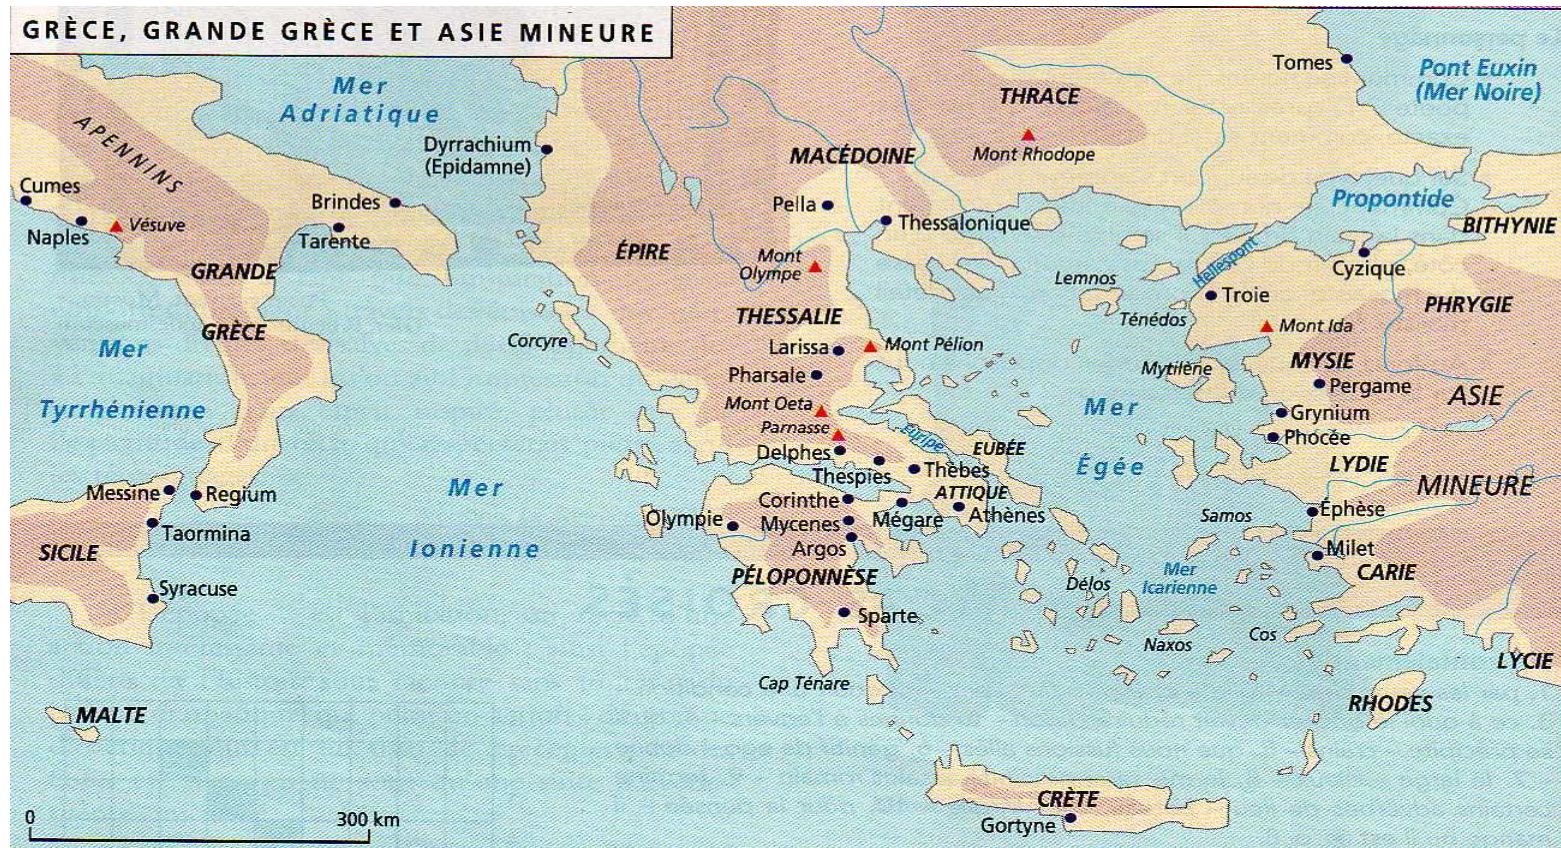 GRÈCE, GRANDE GRÈCE ET ASIE MINEURE
Mer
Adriatique
Tomes
Pont Euxin
(Mer Noire)
THRACE
Mont Rhodope
APENNINS
Dyrrachium
(Epidamne)
MACÉDOINE
Cumes
Naples
Vésuve
Brindes
Tarente
Pella
Thessalonique
Propontide
BITHYNIE
GRANDE
GRÈCE
ÉPIRE
Mont
Olympe
Lemnos
Hellespont
Cyzique
Troie
Ténédos
PHRYGIE
THESSALIE
Corcyre
Larissa
Mont Pélion
Mont Ida
Mer
Tyrrhénienne
Pharsale
Mytilène
MYSIE
Pergame
ASIE
Mont Oeta
Parnasse
Mer
Égée
Grynium
Phocée
Delphes
Euripe
EUBÉE
Thespies
Thèbes
LYDIE
MINEURE
Messine
Regium
Mer
Ionienne
Corinthe
ATTIQUE
Olympie
Mycenes
Mégare
Athènes
Samos
Éphèse
Taormina
SICILE
Argos
Milet
Syracuse
PÉLOPONNÈSE
Délos
Mer
Icarienne
CARIE
Sparte
Naxos
Cos
LYCIE
Cap Ténare
RHODES
MALTE
CRÈTE
Gortyne
0
300 km